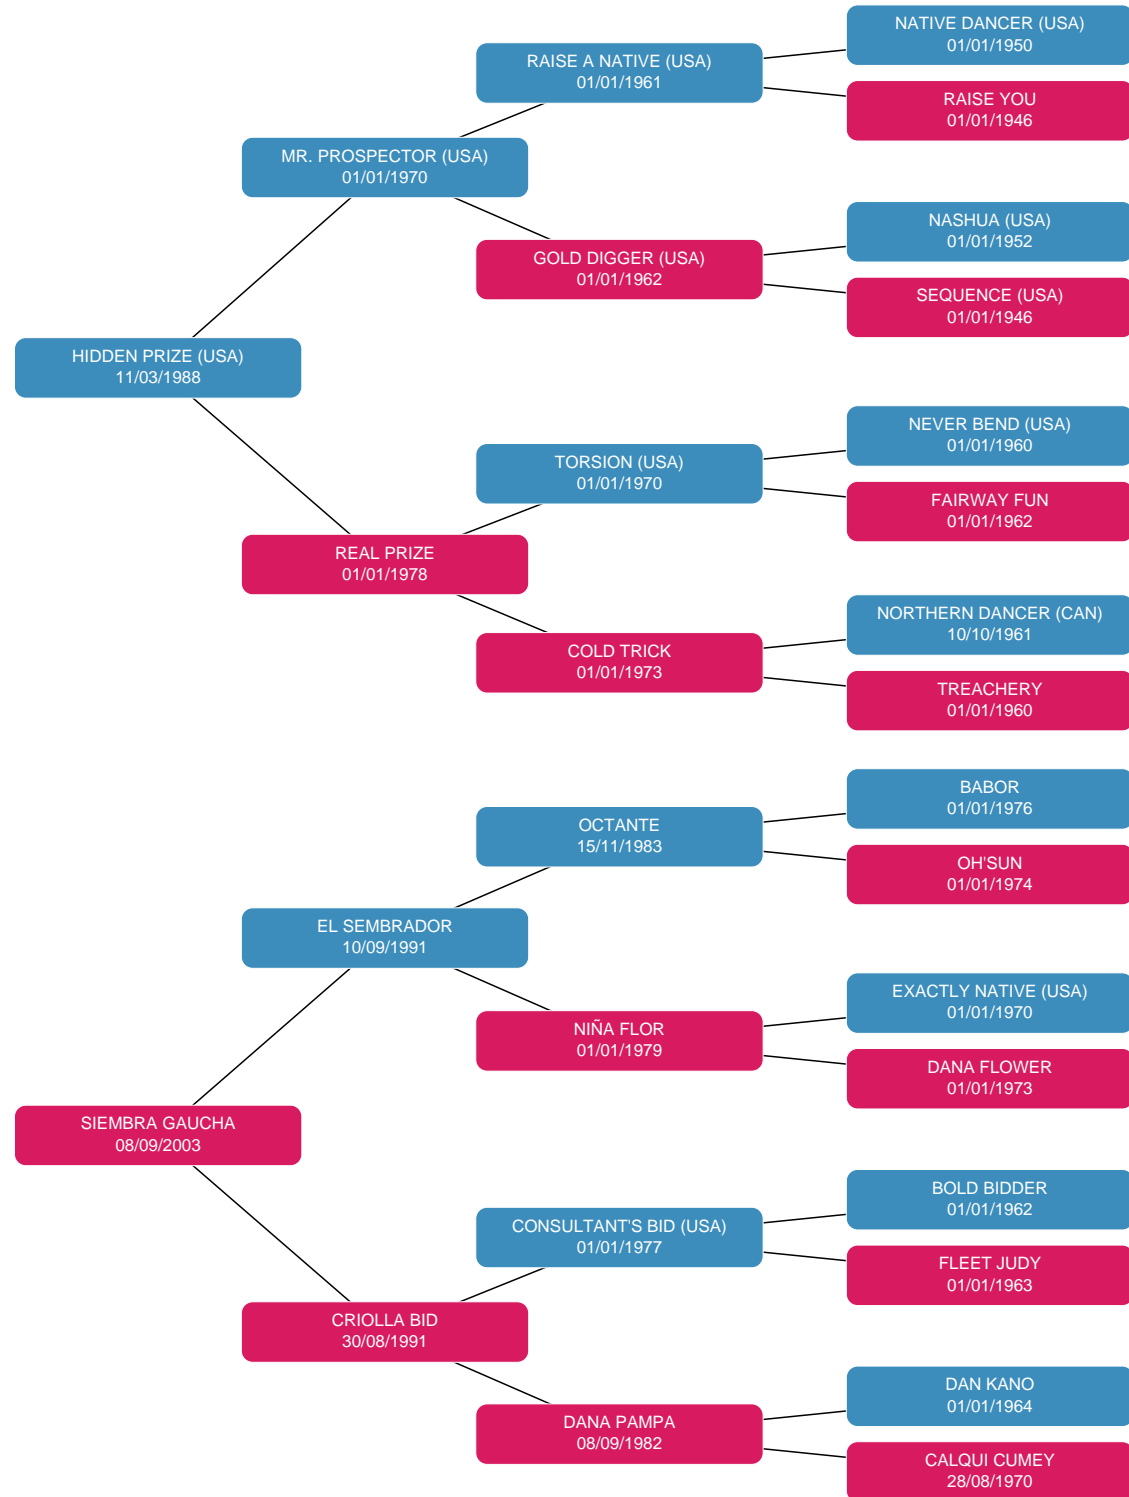 NATIVE DANCER (USA)
01/01/1950
RAISE A NATIVE (USA)
01/01/1961
RAISE YOU
01/01/1946
MR. PROSPECTOR (USA)
01/01/1970
NASHUA (USA)
01/01/1952
GOLD DIGGER (USA)
01/01/1962
SEQUENCE (USA)
01/01/1946
HIDDEN PRIZE (USA)
11/03/1988
NEVER BEND (USA)
01/01/1960
TORSION (USA)
01/01/1970
FAIRWAY FUN
01/01/1962
REAL PRIZE
01/01/1978
NORTHERN DANCER (CAN)
10/10/1961
COLD TRICK
01/01/1973
TREACHERY
01/01/1960
BABOR
01/01/1976
OCTANTE
15/11/1983
OH'SUN
01/01/1974
EL SEMBRADOR
10/09/1991
EXACTLY NATIVE (USA)
01/01/1970
NIÑA FLOR
01/01/1979
DANA FLOWER
01/01/1973
SIEMBRA GAUCHA
08/09/2003
BOLD BIDDER
01/01/1962
CONSULTANT'S BID (USA)
01/01/1977
FLEET JUDY
01/01/1963
CRIOLLA BID
30/08/1991
DAN KANO
01/01/1964
DANA PAMPA
08/09/1982
CALQUI CUMEY
28/08/1970